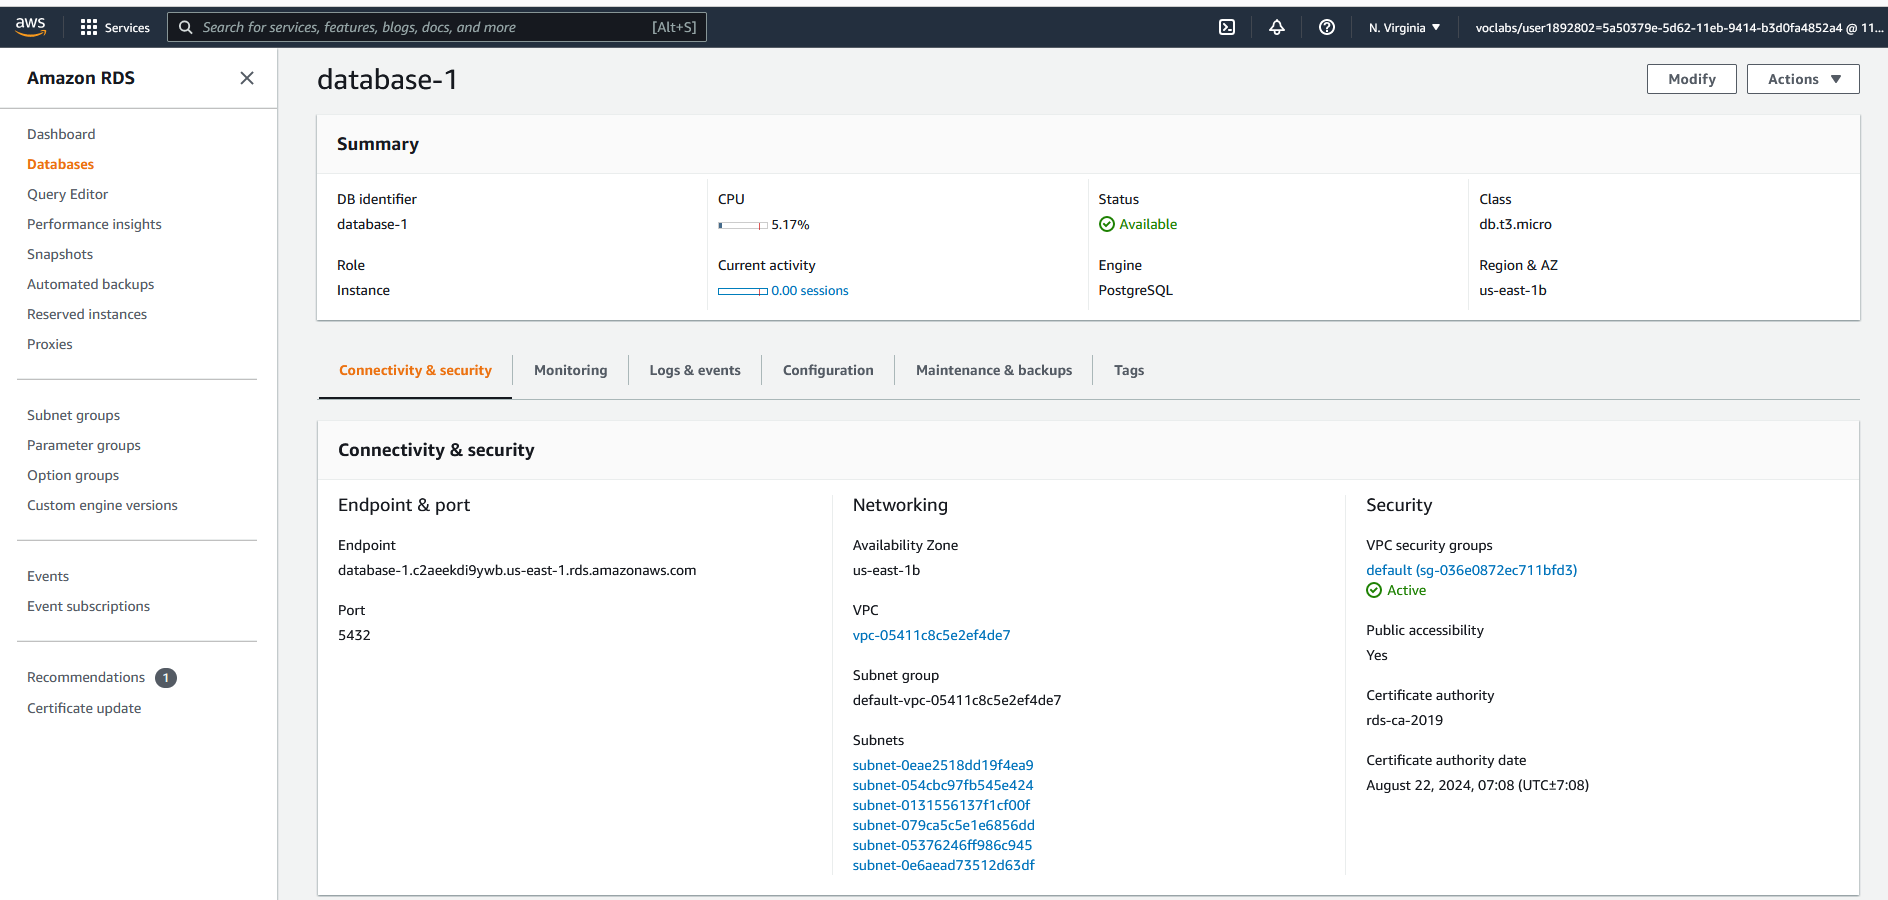 aws
Services
Search for services, features, blogs, docs, and more
[Alt+S]
N. Virginia
voclabs/user1892802=5a50379e-5d62-11eb-9414-b3d0fa4852a4 @ 11...
Amazon RDS
Dashboard
Databases
Query Editor
Performance insights
Snapshots
Automated backups
Reserved instances
Proxies
Subnet groups
Parameter groups
Option groups
Custom engine versions
Events
Event subscriptions
Recommendations 1
Certificate update
database-1
Modify
Actions
Summary
DB identifier
database-1
CPU
5.17%
Status
Available
Class
db.t3.micro
Role
Instance
Current activity
0.00 sessions
Engine
PostgreSQL
Region & AZ
us-east-1b
Connectivity & security
Monitoring
Logs & events
Configuration
Maintenance & backups
Tags
Connectivity & security
Endpoint & port
Endpoint
database-1.c2aeekdi9ywb.us-east-1.rds.amazonaws.com
Port
5432
Networking
Availability Zone
us-east-1b
VPC
vpc-05411c8c5e2ef4de7
Subnet group
default-vpc-05411c8c5e2ef4de7
Subnets
subnet-0eae2518dd19f4ea9
subnet-054cbc97fb545e424
subnet-0131556137f1cf00f
subnet-079ca5c5e1e6856dd
subnet-05376246ff986c945
subnet-0e6aead73512d63df
Security
VPC security groups
default (sg-036e0872ec711bfd3)
Active
Public accessibility
Yes
Certificate authority
rds-ca-2019
Certificate authority date
August 22, 2024, 07:08 (UTC±7:08)